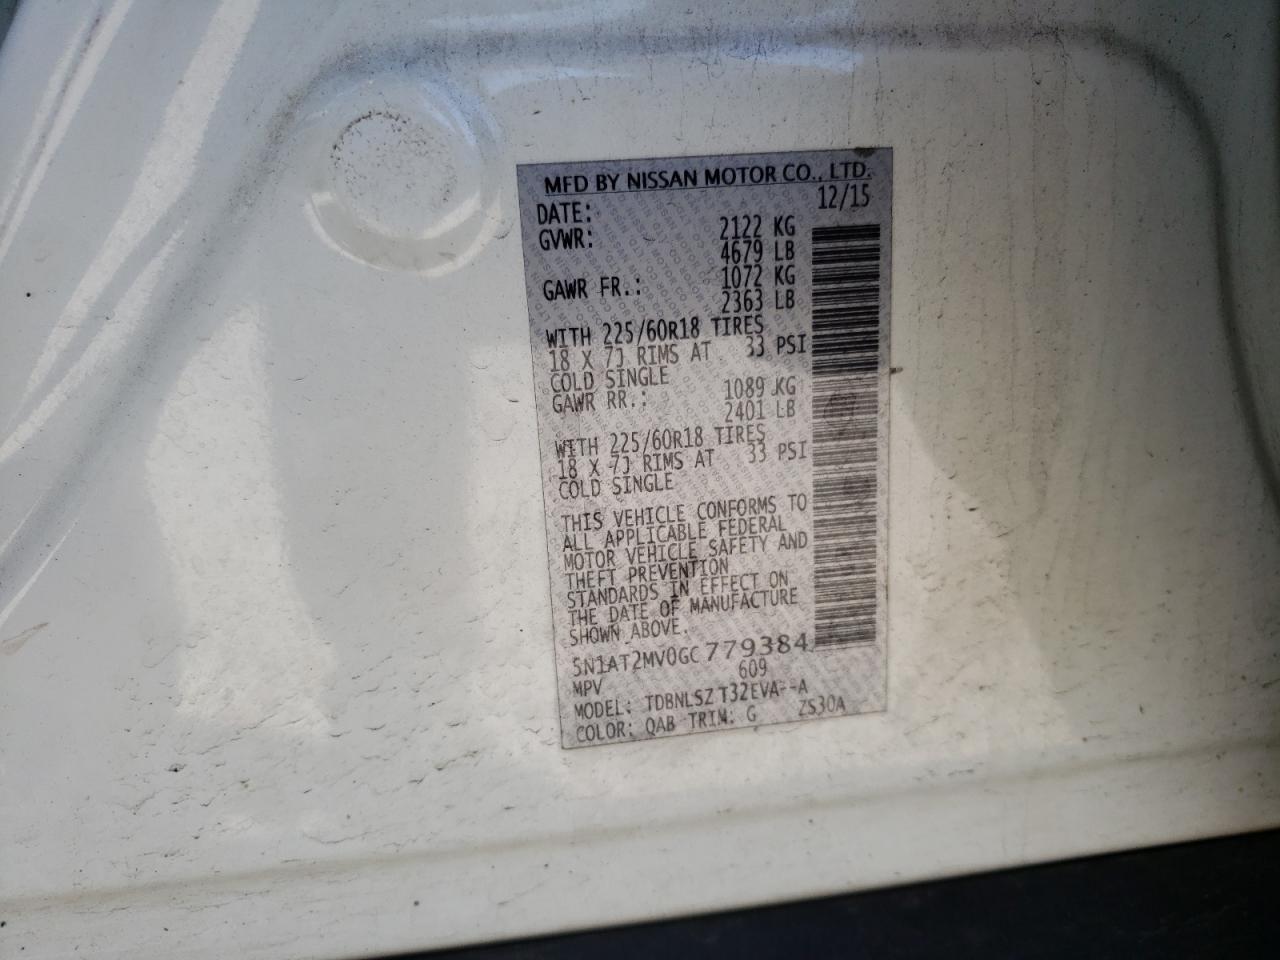 MFD BY NISSAN MOTOR CO., LTD.
DATE: 12/15
GVWR: 2122 KG
4679 LB
GAWR FR.: 1072 KG
2363 LB
WITH 225/60R18 TIRES
18 X 7J RIMS AT 33 PSI
COLD SINGLE
GAWR RR.: 1089 KG
2401 LB
WITH 225/60R18 TIRES
18 X 7J RIMS AT 33 PSI
COLD SINGLE
THIS VEHICLE CONFORMS TO
ALL APPLICABLE FEDERAL
MOTOR VEHICLE SAFETY AND
THEFT PREVENTION
STANDARDS IN EFFECT ON
THE DATE OF MANUFACTURE
SHOWN ABOVE.
5N1AT2MV0GC779384
MPV 609
MODEL: TDBNLSZ T32EVA--A
COLOR: QAB TRIM: G ZS30A